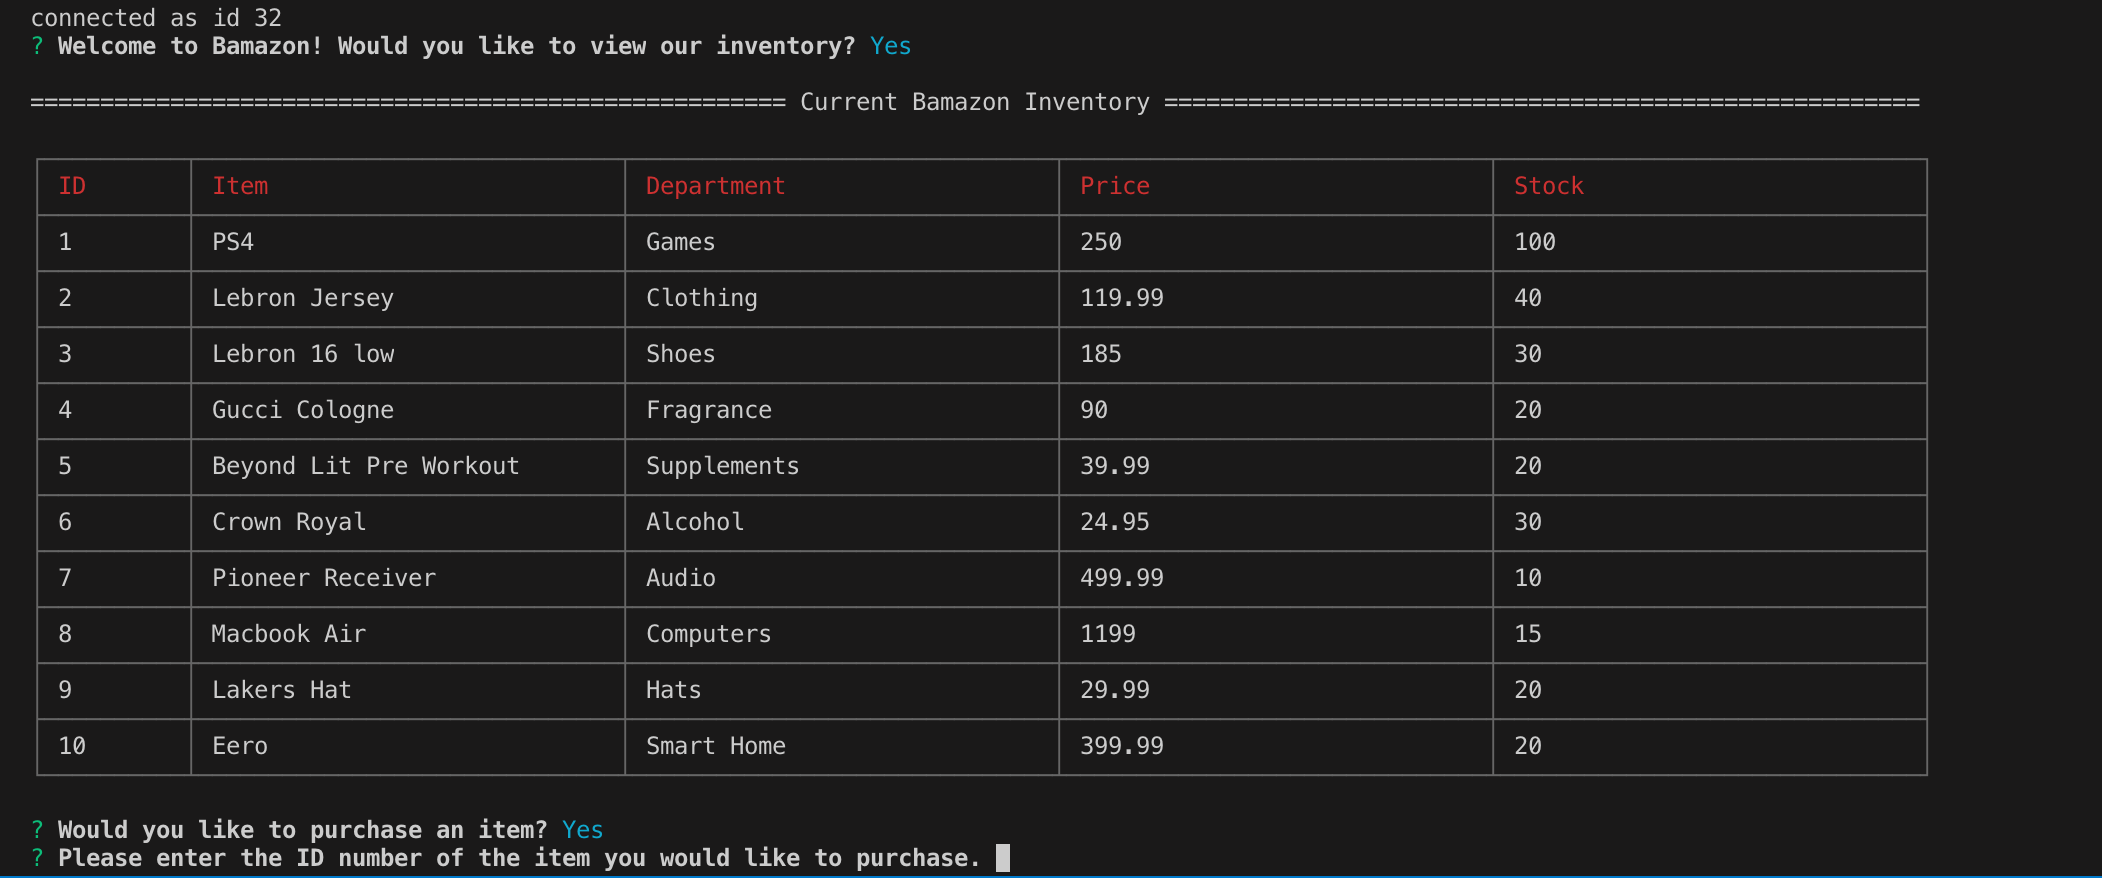 connected as id 32
? Welcome to Bamazon! Would you like to view our inventory? Yes
====================================================== Current Bamazon Inventory ======================================================
ID Item Department Price Stock
1 PS4 Games 250 100
2 Lebron Jersey Clothing 119.99 40
3 Lebron 16 low Shoes 185 30
4 Gucci Cologne Fragrance 90 20
5 Beyond Lit Pre Workout Supplements 39.99 20
6 Crown Royal Alcohol 24.95 30
7 Pioneer Receiver Audio 499.99 10
8 Macbook Air Computers 1199 15
9 Lakers Hat Hats 29.99 20
10 Eero Smart Home 399.99 20
? Would you like to purchase an item? Yes
? Please enter the ID number of the item you would like to purchase.